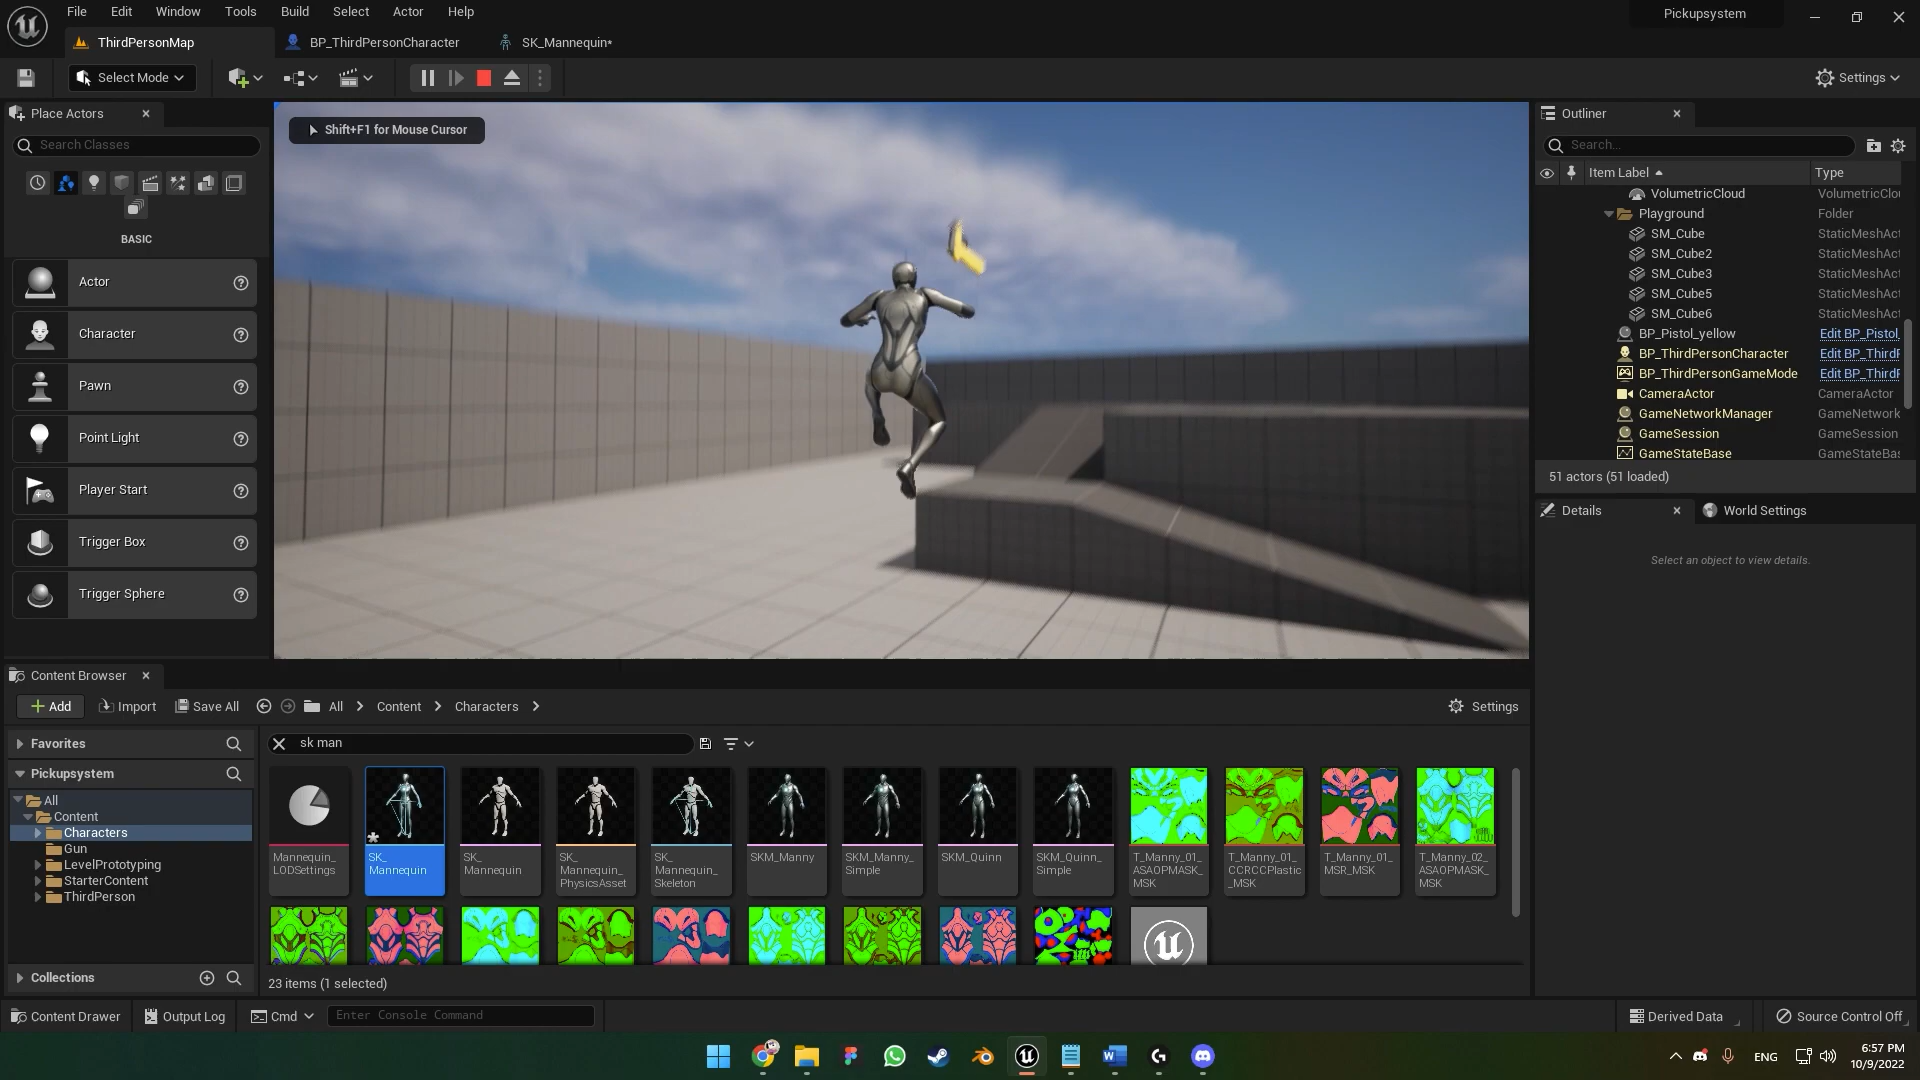 File Edit Window Tools Build Select Actor Help
Pickupsystem
ThirdPersonMap
BP_ThirdPersonCharacter
SK_Mannequin*
Select Mode
Settings
Place Actors
Search Classes
BASIC
Actor
Character
Pawn
Point Light
Player Start
Trigger Box
Trigger Sphere
Shift+F1 for Mouse Cursor
Outliner
Search...
Item Label Type
VolumetricCloud VolumetricClou
Playground Folder
SM_Cube StaticMeshAct
SM_Cube2 StaticMeshAct
SM_Cube3 StaticMeshAct
SM_Cube5 StaticMeshAct
SM_Cube6 StaticMeshAct
BP_Pistol_yellow Edit BP_Pistol_
BP_ThirdPersonCharacter Edit BP_ThirdP
BP_ThirdPersonGameMode Edit BP_ThirdP
CameraActor CameraActor
GameNetworkManager GameNetwork
GameSession GameSession
GameStateBase GameStateBas
51 actors (51 loaded)
Details
World Settings
Select an object to view details.
Content Browser
Add Import Save All All Content Characters Settings
Favorites
Pickupsystem
All
Content
Characters
Gun
LevelPrototyping
StarterContent
ThirdPerson
Collections
sk man
Mannequin_
LODSettings
SK_
Mannequin
SK_
Mannequin
SK_
Mannequin_
PhysicsAsset
SK_
Mannequin_
Skeleton
SKM_Manny
SKM_Manny_
Simple
SKM_Quinn
SKM_Quinn_
Simple
T_Manny_01_
ASAOPMASK_
MSK
T_Manny_01_
CCRCCPlastic
_MSK
T_Manny_01_
MSR_MSK
T_Manny_02_
ASAOPMASK_
MSK
23 items (1 selected)
Content Drawer Output Log Cmd Enter Console Command Derived Data Source Control Off
ENG
6:57 PM
10/9/2022